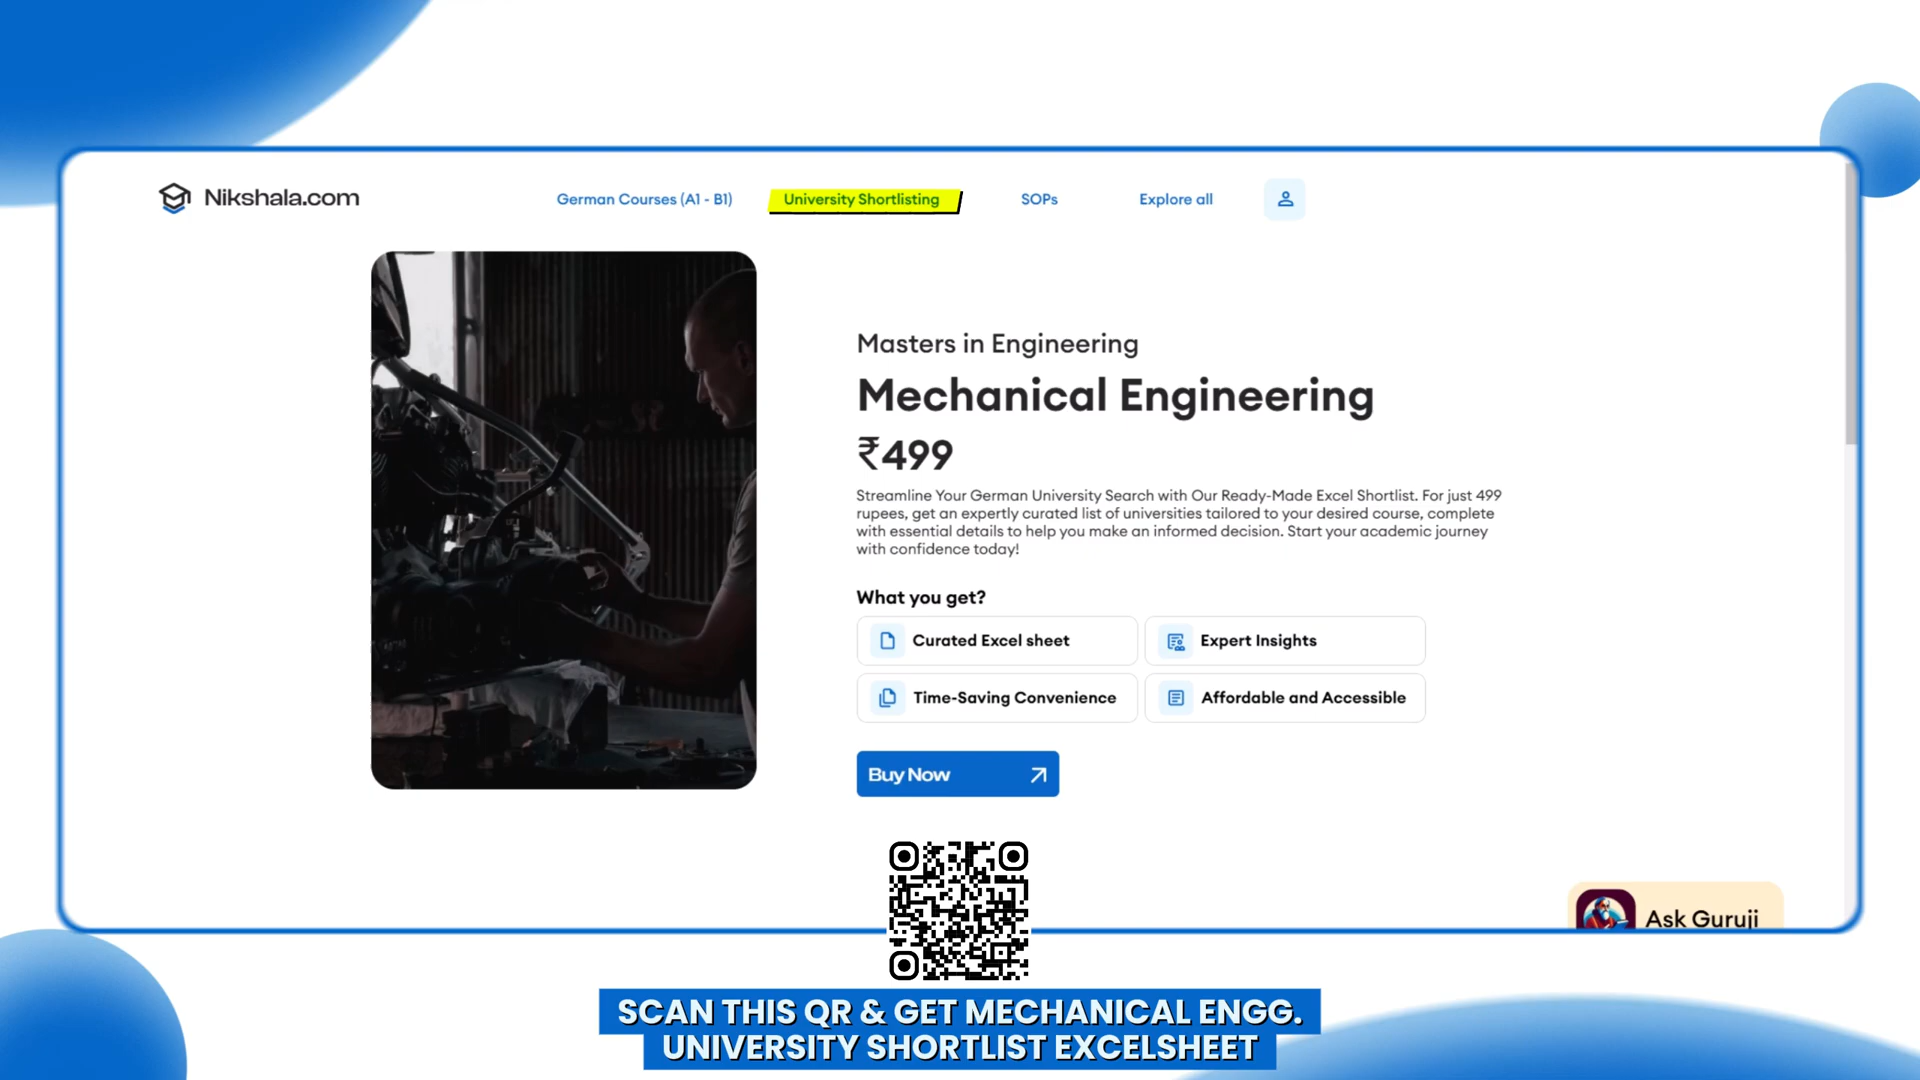 Nikshala.com
German Courses (A1 - B1)
University Shortlisting
SOPs
Explore all
Masters in Engineering
Mechanical Engineering
₹499
Streamline Your German University Search with Our Ready-Made Excel Shortlist. For just 499
rupees, get an expertly curated list of universities tailored to your desired course, complete
with essential details to help you make an informed decision. Start your academic journey
with confidence today!
What you get?
Curated Excel sheet
Expert Insights
Time-Saving Convenience
Affordable and Accessible
Buy Now
Ask Guruji
SCAN THIS QR & GET MECHANICAL ENGG.
UNIVERSITY SHORTLIST EXCELSHEET